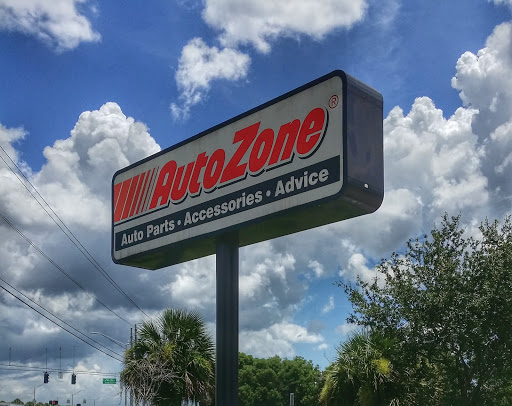 AutoZone®
Auto Parts • Accessories • Advice